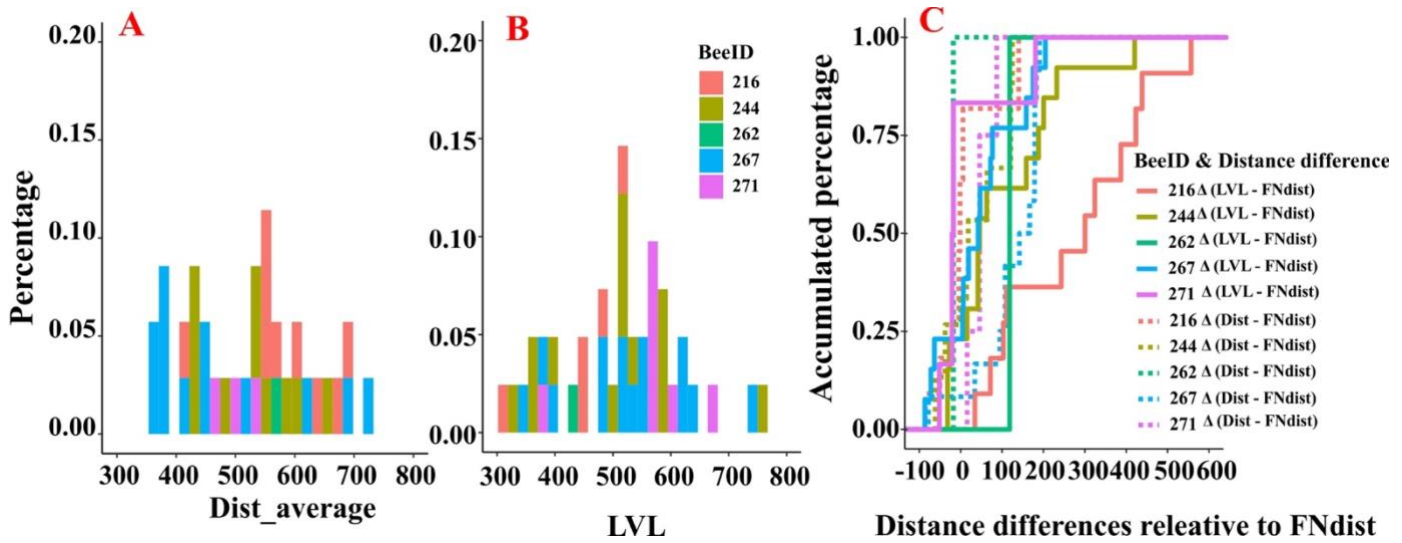 A
0.20
0.15
0.10
0.05
0.00
Percentage
300 400 500 600 700 800
Dist_average
B
0.20
0.15
0.10
0.05
0.00
300 400 500 600 700 800
LVL
BeeID
216
244
262
267
271
C
1.00
0.75
0.50
0.25
0.00
Accumulated percentage
-100 0 100 200 300 400 500 600
Distance differences releative to FNdist
BeeID & Distance difference
216 Δ (LVL - FNdist)
244 Δ (LVL - FNdist)
262 Δ (LVL - FNdist)
267 Δ (LVL - FNdist)
271 Δ (LVL - FNdist)
216 Δ (Dist - FNdist)
244 Δ (Dist - FNdist)
262 Δ (Dist - FNdist)
267 Δ (Dist - FNdist)
271 Δ (Dist - FNdist)